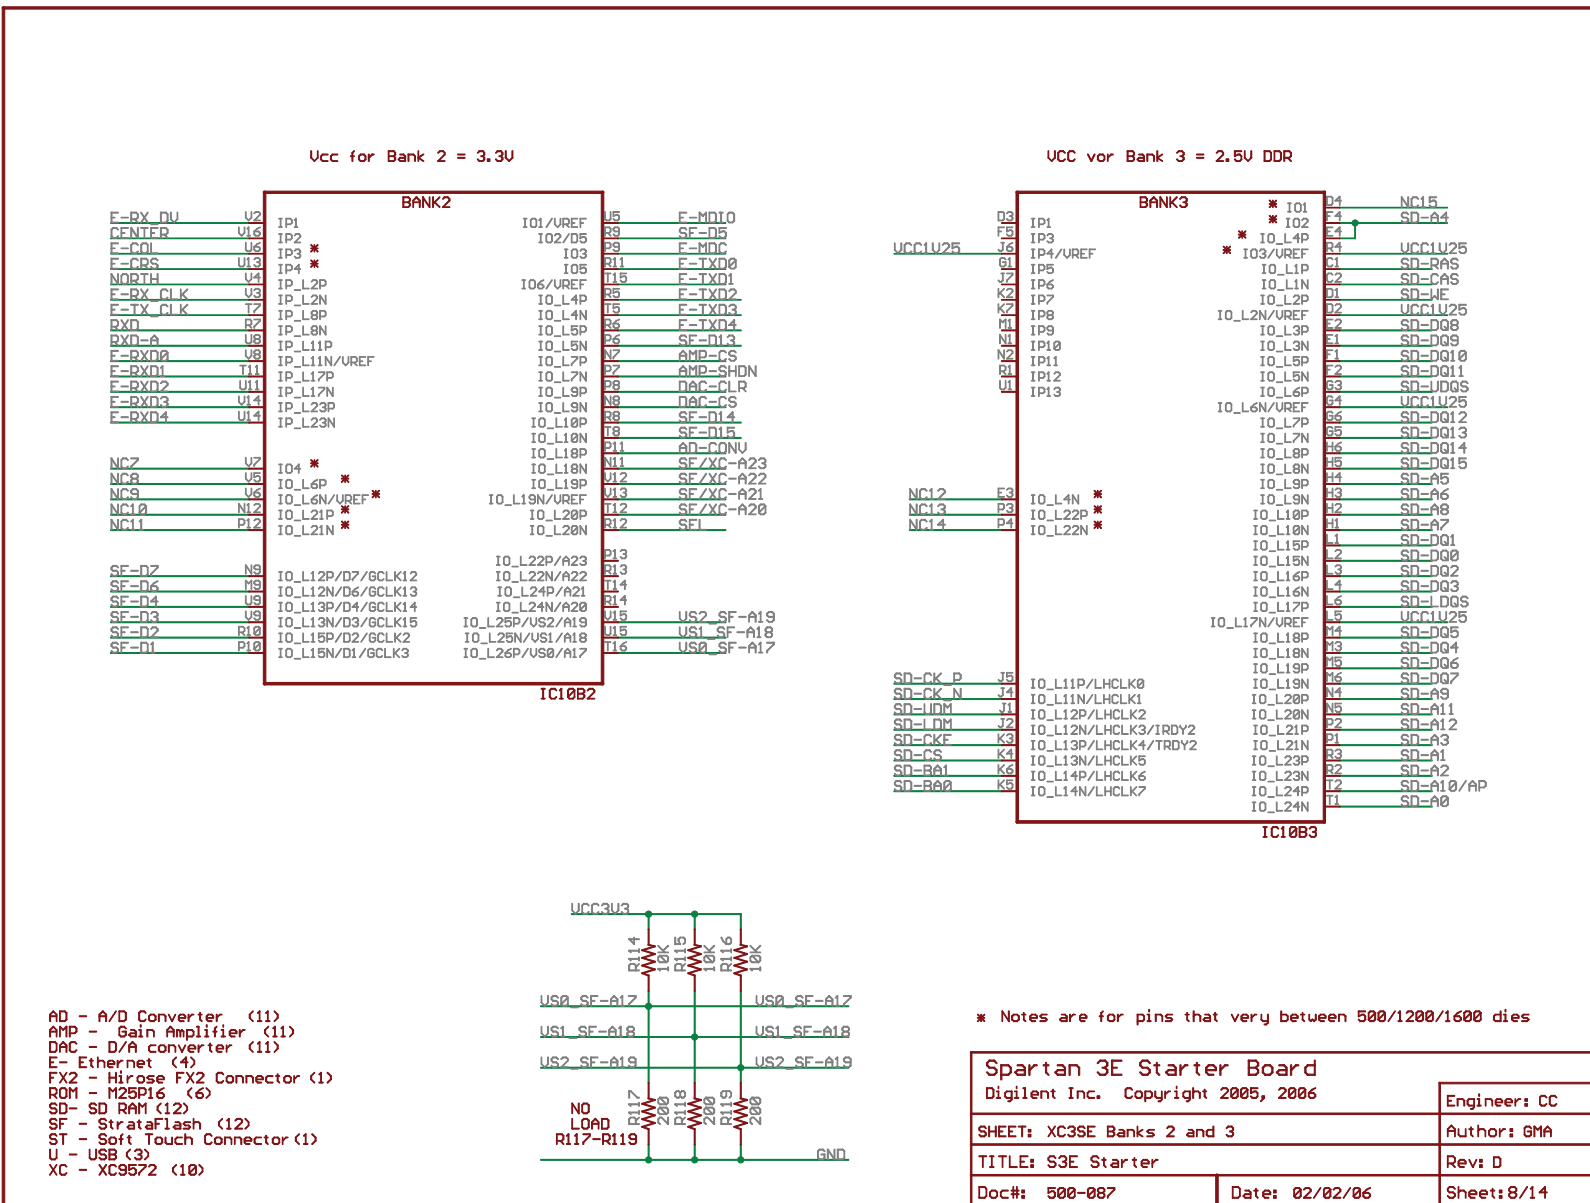 Vcc for Bank 2 = 3.3V
BANK2
E-RX_DV V2 IP1 IO1/VREF U5 E-MDIO
CENTER V16 IP2 IO2/D5 R9 SF-D5
E-COL U6 IP3 * IO3 P9 E-MDC
E-CRS U13 IP4 * IO5 R11 E-TXD0
NORTH V4 IP_L2P IO6/VREF T15 E-TXD1
E-RX_CLK V3 IP_L2N IO_L4P R5 E-TXD2
E-TX_CLK T7 IP_L8P IO_L4N T5 E-TXD3
RXD R7 IP_L8N IO_L5P R6 E-TXD4
RXD-A U8 IP_L11P IO_L5N P6 SF-D13
E-RXD0 V8 IP_L11N/VREF IO_L7P N7 AMP-CS
E-RXD1 T11 IP_L17P IO_L7N P7 AMP-SHDN
E-RXD2 U11 IP_L17N IO_L9P P8 DAC-CLR
E-RXD3 V14 IP_L23P IO_L9N N8 DAC-CS
E-RXD4 U14 IP_L23N IO_L10P R8 SF-D14
IO_L10N T8 SF-D15
IO_L18P P11 AD-CONV
NC7 V7 IO4 * IO_L18N N11 SF/XC-A23
NC8 V5 IO_L6P * IO_L19P V12 SF/XC-A22
NC9 V6 IO_L6N/VREF * IO_L19N/VREF V13 SF/XC-A21
NC10 N12 IO_L21P * IO_L20P T12 SF/XC-A20
NC11 P12 IO_L21N * IO_L20N R12 SEL
IO_L22P/A23 P13
SF-D7 N9 IO_L12P/D7/GCLK12 IO_L22N/A22 R13
SF-D6 M9 IO_L12N/D6/GCLK13 IO_L24P/A21 T14
SF-D4 U9 IO_L13P/D4/GCLK14 IO_L24N/A20 R14
SF-D3 V9 IO_L13N/D3/GCLK15 IO_L25P/VS2/A19 V15 US2_SF-A19
SF-D2 R10 IO_L15P/D2/GCLK2 IO_L25N/VS1/A18 U15 US1_SF-A18
SF-D1 P10 IO_L15N/D1/GCLK3 IO_L26P/VS0/A17 T16 US0_SF-A17
IC10B2
VCC vor Bank 3 = 2.5V DDR
BANK3
* IO1 D4 NC15
D3 IP1 * IO2 F4 SD-A4
F5 IP3 * IO_L4P E4
VCC1V25 J6 IP4/VREF * IO3/VREF R4 VCC1V25
G1 IP5 IO_L1P C1 SD-RAS
J7 IP6 IO_L1N C2 SD-CAS
K2 IP7 IO_L2P D1 SD-WE
K7 IP8 IO_L2N/VREF D2 VCC1V25
M1 IP9 IO_L3P E2 SD-DQ8
N1 IP10 IO_L3N E1 SD-DQ9
N2 IP11 IO_L5P F1 SD-DQ10
R1 IP12 IO_L5N F2 SD-DQ11
U1 IP13 IO_L6P G3 SD-UDQS
IO_L6N/VREF G4 VCC1V25
IO_L7P G6 SD-DQ12
IO_L7N G5 SD-DQ13
IO_L8P H6 SD-DQ14
IO_L8N H5 SD-DQ15
IO_L9P H4 SD-A5
NC12 E3 IO_L4N * IO_L9N H3 SD-A6
NC13 P3 IO_L22P * IO_L10P H2 SD-A8
NC14 P4 IO_L22N * IO_L10N H1 SD-A7
IO_L15P L1 SD-DQ1
IO_L15N L2 SD-DQ0
IO_L16P L3 SD-DQ2
IO_L16N L4 SD-DQ3
IO_L17P L6 SD-LDQS
IO_L17N/VREF L5 VCC1V25
IO_L18P M4 SD-DQ5
IO_L18N M3 SD-DQ4
IO_L19P M5 SD-DQ6
SD-CK_P J5 IO_L11P/LHCLK0 IO_L19N M6 SD-DQ7
SD-CK_N J4 IO_L11N/LHCLK1 IO_L20P N4 SD-A9
SD-UDM J1 IO_L12P/LHCLK2 IO_L20N N5 SD-A11
SD-LDM J2 IO_L12N/LHCLK3/IRDY2 IO_L21P P2 SD-A12
SD-CKE K3 IO_L13P/LHCLK4/TRDY2 IO_L21N P1 SD-A3
SD-CS K4 IO_L13N/LHCLK5 IO_L23P R3 SD-A1
SD-BA1 K6 IO_L14P/LHCLK6 IO_L23N R2 SD-A2
SD-BA0 K5 IO_L14N/LHCLK7 IO_L24P T2 SD-A10/AP
IO_L24N T1 SD-A0
IC10B3
VCC3V3
R114 10K R115 10K R116 10K
US0_SF-A17 US0_SF-A17
US1_SF-A18 US1_SF-A18
US2_SF-A19 US2_SF-A19
R117 200 R118 200 R119 200
NO
LOAD
R117-R119
GND
AD - A/D Converter (11)
AMP - Gain Amplifier (11)
DAC - D/A converter (11)
E- Ethernet (4)
FX2 - Hirose FX2 Connector (1)
ROM - M25P16 (6)
SD- SD RAM (12)
SF - StrataFlash (12)
ST - Soft Touch Connector (1)
U - USB (3)
XC - XC9572 (10)
* Notes are for pins that very between 500/1200/1600 dies
Spartan 3E Starter Board
Digilent Inc. Copyright 2005, 2006
Engineer: CC
SHEET: XC3SE Banks 2 and 3
Author: GMA
TITLE: S3E Starter
Rev: D
Doc#: 500-087
Date: 02/02/06
Sheet: 8/14